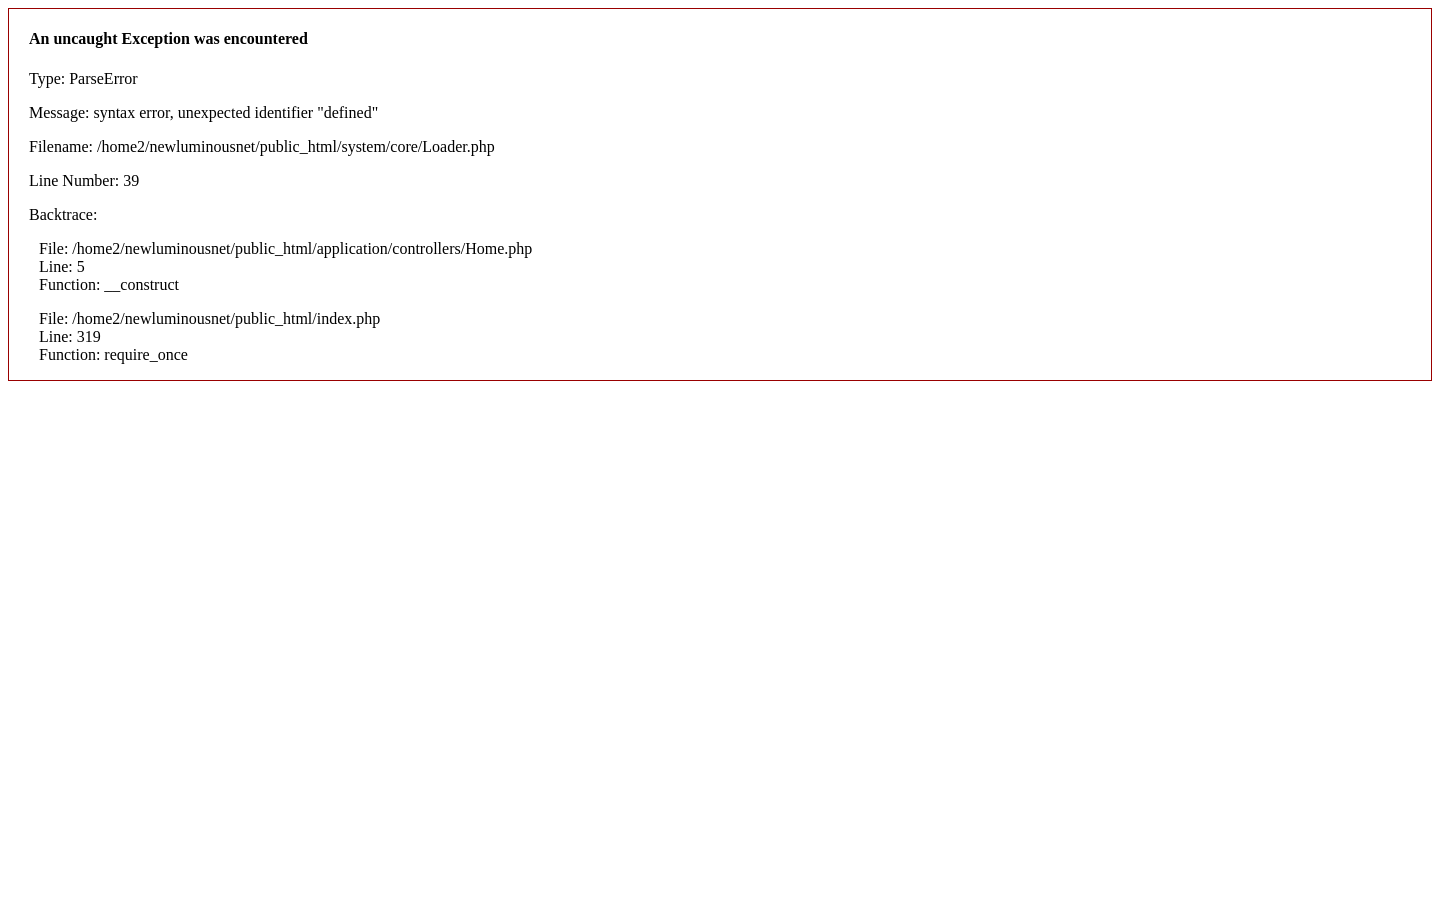 An uncaught Exception was encountered
Type: ParseError
Message: syntax error, unexpected identifier "defined"
Filename: /home2/newluminousnet/public_html/system/core/Loader.php
Line Number: 39
Backtrace:
File: /home2/newluminousnet/public_html/application/controllers/Home.php
Line: 5
Function: __construct
File: /home2/newluminousnet/public_html/index.php
Line: 319
Function: require_once